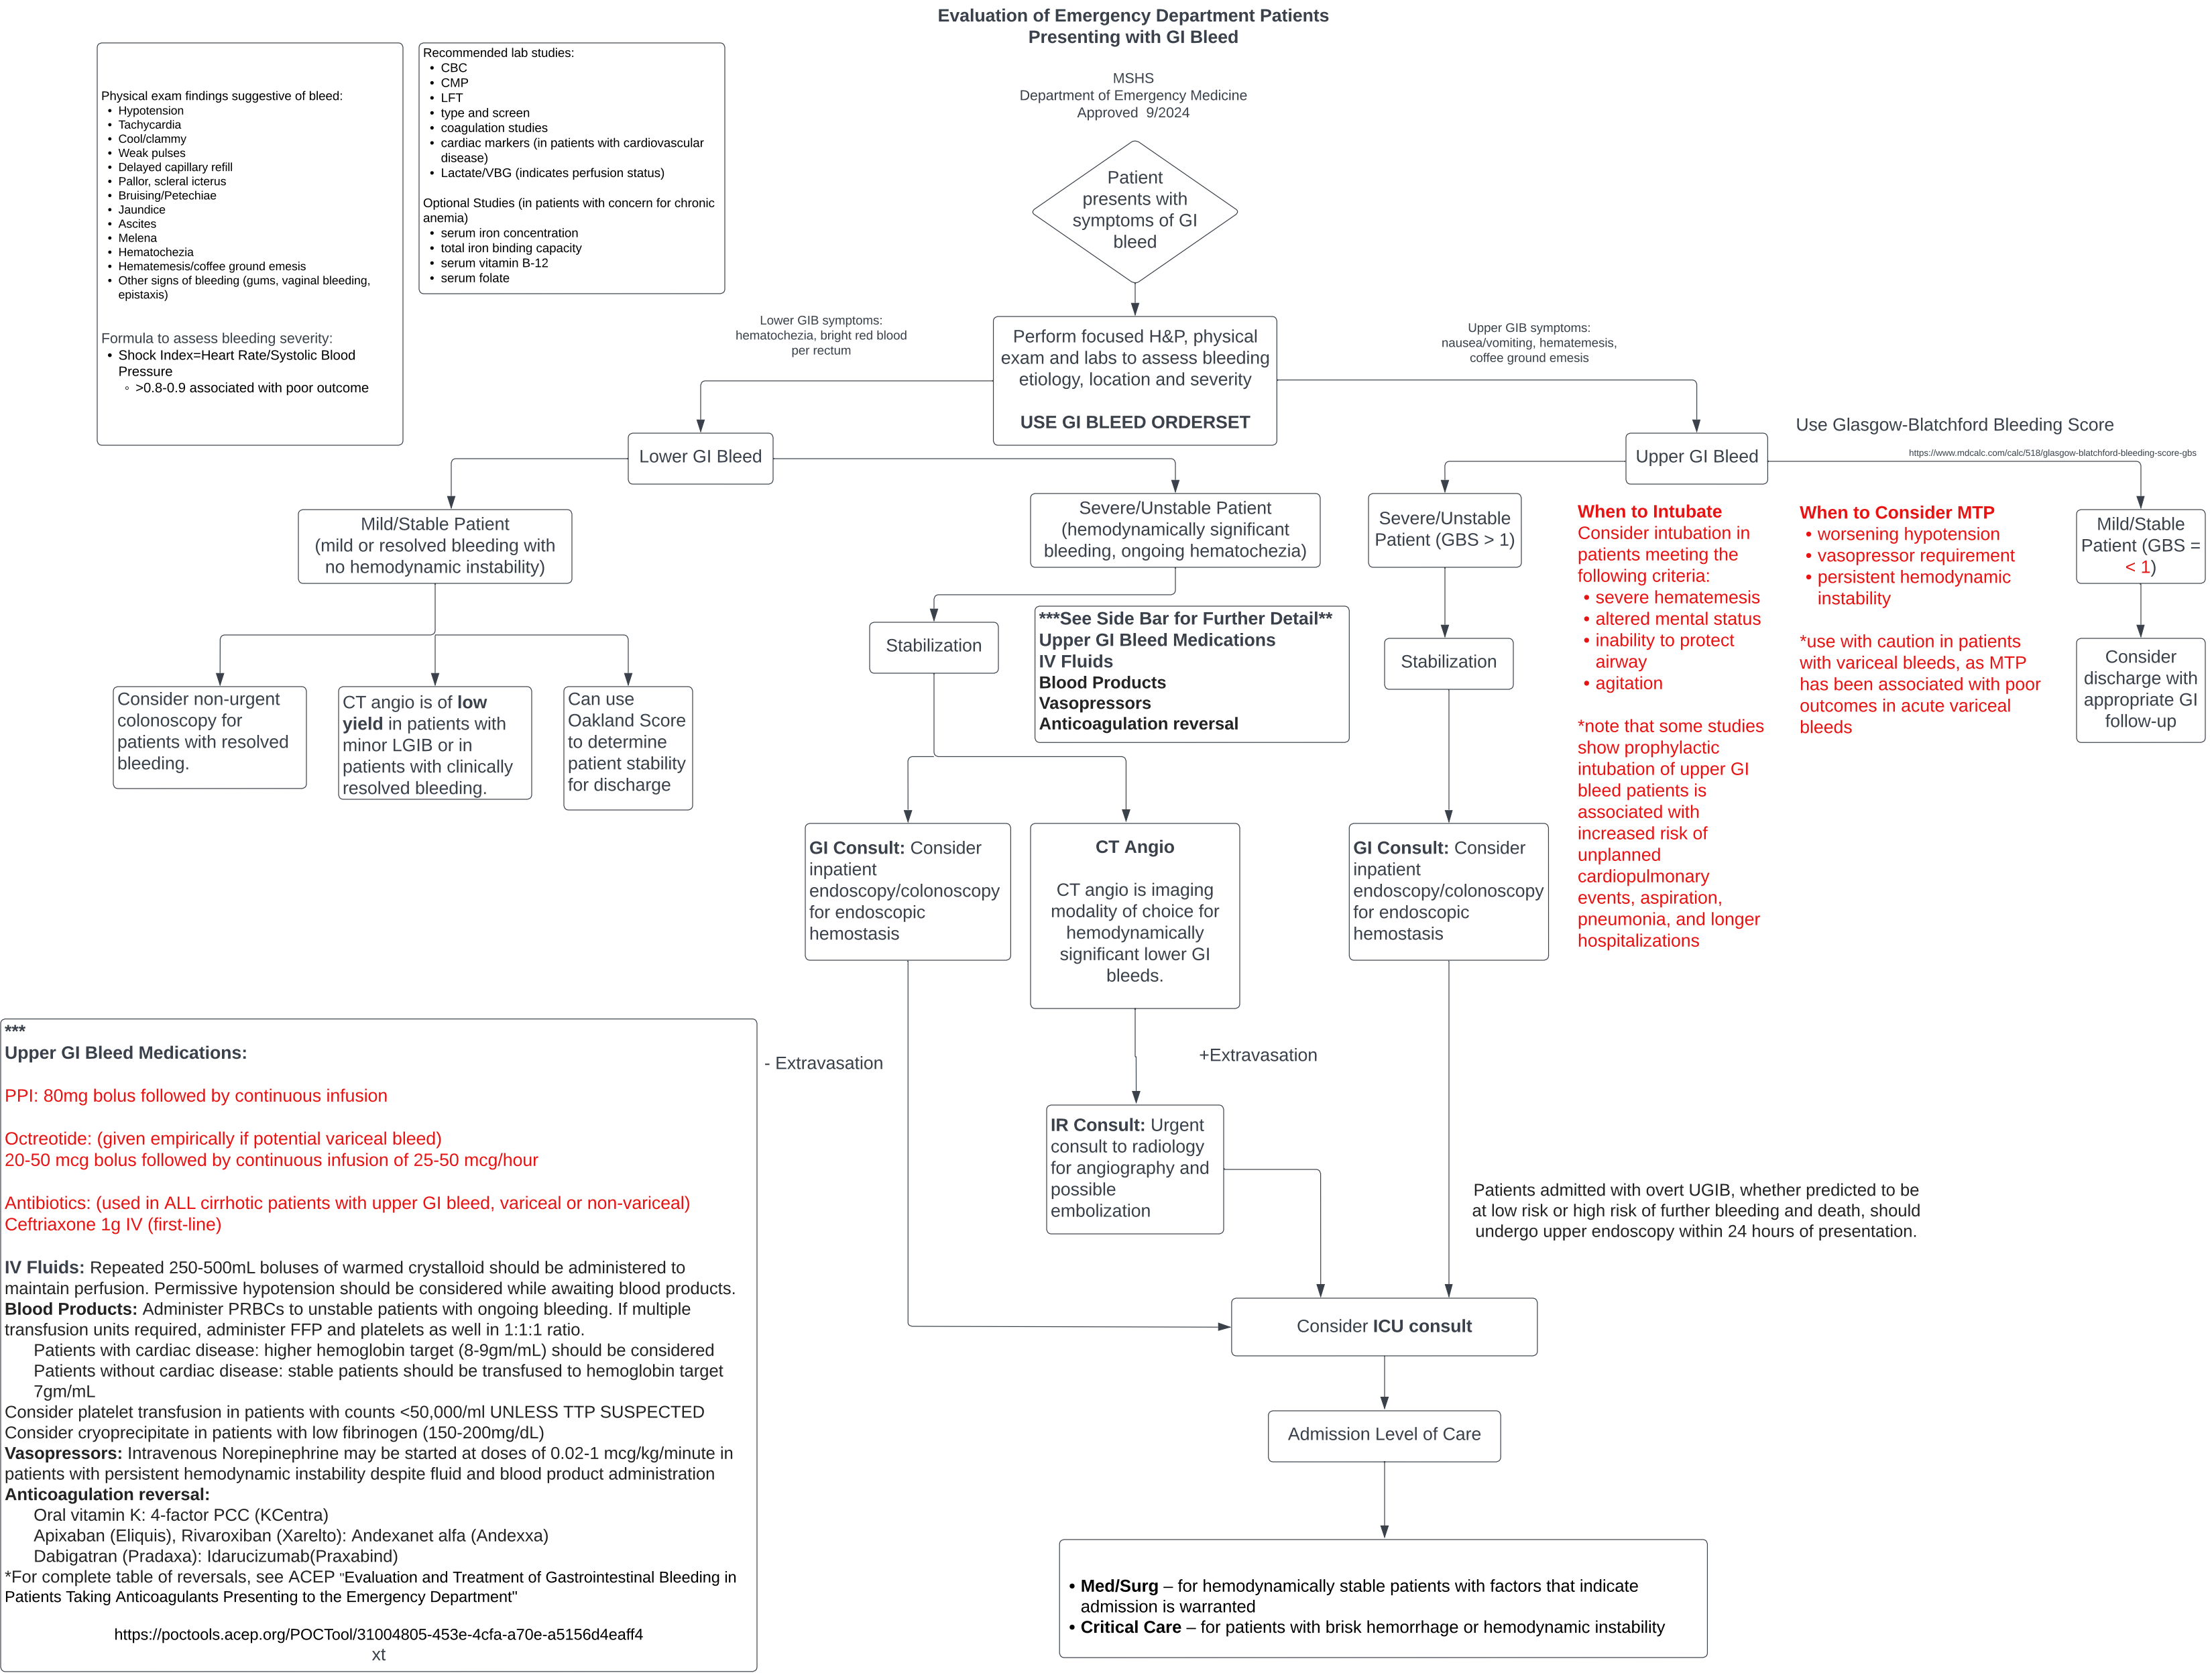 Evaluation of Emergency Department Patients
Presenting with GI Bleed
MSHS
Department of Emergency Medicine
Approved  9/2024
Physical exam findings suggestive of bleed:
• Hypotension
• Tachycardia
• Cool/clammy
• Weak pulses
• Delayed capillary refill
• Pallor, scleral icterus
• Bruising/Petechiae
• Jaundice
• Ascites
• Melena
• Hematochezia
• Hematemesis/coffee ground emesis
• Other signs of bleeding (gums, vaginal bleeding,
epistaxis)
Formula to assess bleeding severity:
• Shock Index=Heart Rate/Systolic Blood
Pressure
◦ >0.8-0.9 associated with poor outcome
Recommended lab studies:
• CBC
• CMP
• LFT
• type and screen
• coagulation studies
• cardiac markers (in patients with cardiovascular
disease)
• Lactate/VBG (indicates perfusion status)
Optional Studies (in patients with concern for chronic
anemia)
• serum iron concentration
• total iron binding capacity
• serum vitamin B-12
• serum folate
Patient
presents with
symptoms of GI
bleed
Perform focused H&P, physical
exam and labs to assess bleeding
etiology, location and severity
USE GI BLEED ORDERSET
Lower GIB symptoms:
hematochezia, bright red blood
per rectum
Upper GIB symptoms:
nausea/vomiting, hematemesis,
coffee ground emesis
Lower GI Bleed
Upper GI Bleed
Use Glasgow-Blatchford Bleeding Score
https://www.mdcalc.com/calc/518/glasgow-blatchford-bleeding-score-gbs
Mild/Stable Patient
(mild or resolved bleeding with
no hemodynamic instability)
Severe/Unstable Patient
(hemodynamically significant
bleeding, ongoing hematochezia)
Severe/Unstable
Patient (GBS > 1)
When to Intubate
Consider intubation in
patients meeting the
following criteria:
• severe hematemesis
• altered mental status
• inability to protect
airway
• agitation
*note that some studies
show prophylactic
intubation of upper GI
bleed patients is
associated with
increased risk of
unplanned
cardiopulmonary
events, aspiration,
pneumonia, and longer
hospitalizations
When to Consider MTP
• worsening hypotension
• vasopressor requirement
• persistent hemodynamic
instability
*use with caution in patients
with variceal bleeds, as MTP
has been associated with poor
outcomes in acute variceal
bleeds
Mild/Stable
Patient (GBS =
< 1)
Consider
discharge with
appropriate GI
follow-up
Stabilization
***See Side Bar for Further Detail**
Upper GI Bleed Medications
IV Fluids
Blood Products
Vasopressors
Anticoagulation reversal
Stabilization
Consider non-urgent
colonoscopy for
patients with resolved
bleeding.
CT angio is of low
yield in patients with
minor LGIB or in
patients with clinically
resolved bleeding.
Can use
Oakland Score
to determine
patient stability
for discharge
GI Consult: Consider
inpatient
endoscopy/colonoscopy
for endoscopic
hemostasis
CT Angio
CT angio is imaging
modality of choice for
hemodynamically
significant lower GI
bleeds.
GI Consult: Consider
inpatient
endoscopy/colonoscopy
for endoscopic
hemostasis
- Extravasation
+Extravasation
IR Consult: Urgent
consult to radiology
for angiography and
possible
embolization
Patients admitted with overt UGIB, whether predicted to be
at low risk or high risk of further bleeding and death, should
undergo upper endoscopy within 24 hours of presentation.
Consider ICU consult
Admission Level of Care
• Med/Surg – for hemodynamically stable patients with factors that indicate
admission is warranted
• Critical Care – for patients with brisk hemorrhage or hemodynamic instability
***
Upper GI Bleed Medications:
PPI: 80mg bolus followed by continuous infusion
Octreotide: (given empirically if potential variceal bleed)
20-50 mcg bolus followed by continuous infusion of 25-50 mcg/hour
Antibiotics: (used in ALL cirrhotic patients with upper GI bleed, variceal or non-variceal)
Ceftriaxone 1g IV (first-line)
IV Fluids: Repeated 250-500mL boluses of warmed crystalloid should be administered to
maintain perfusion. Permissive hypotension should be considered while awaiting blood products.
Blood Products: Administer PRBCs to unstable patients with ongoing bleeding. If multiple
transfusion units required, administer FFP and platelets as well in 1:1:1 ratio.
Patients with cardiac disease: higher hemoglobin target (8-9gm/mL) should be considered
Patients without cardiac disease: stable patients should be transfused to hemoglobin target
7gm/mL
Consider platelet transfusion in patients with counts <50,000/ml UNLESS TTP SUSPECTED
Consider cryoprecipitate in patients with low fibrinogen (150-200mg/dL)
Vasopressors: Intravenous Norepinephrine may be started at doses of 0.02-1 mcg/kg/minute in
patients with persistent hemodynamic instability despite fluid and blood product administration
Anticoagulation reversal:
Oral vitamin K: 4-factor PCC (KCentra)
Apixaban (Eliquis), Rivaroxiban (Xarelto): Andexanet alfa (Andexxa)
Dabigatran (Pradaxa): Idarucizumab(Praxabind)
*For complete table of reversals, see ACEP "Evaluation and Treatment of Gastrointestinal Bleeding in
Patients Taking Anticoagulants Presenting to the Emergency Department"
https://poctools.acep.org/POCTool/31004805-453e-4cfa-a70e-a5156d4eaff4
xt